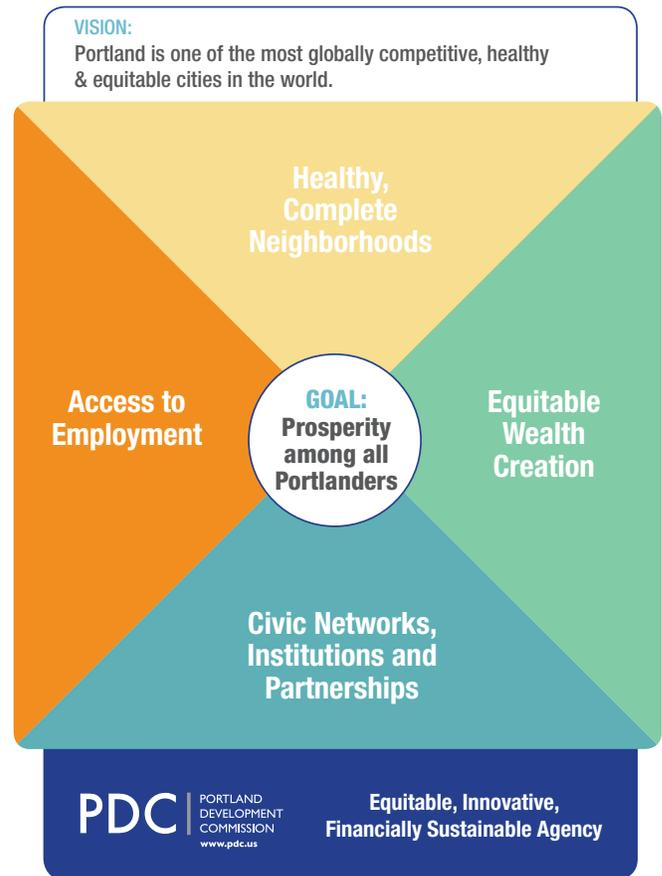 VISION:
Portland is one of the most globally competitive, healthy
& equitable cities in the world.
Healthy,
Complete
Neighborhoods
Access to
Employment
GOAL:
Prosperity
among all
Portlanders
Equitable
Wealth
Creation
Civic Networks,
Institutions and
Partnerships
PDC
PORTLAND
DEVELOPMENT
COMMISSION
www.pdc.us
Equitable, Innovative,
Financially Sustainable Agency